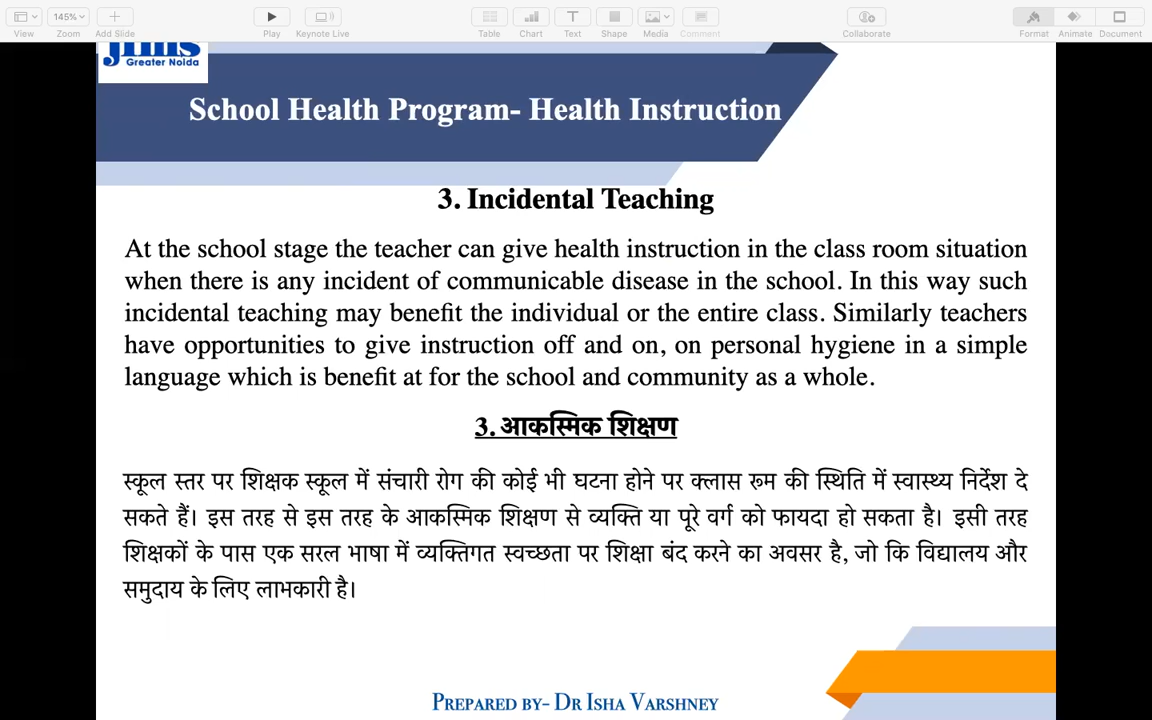 View
145%
Zoom
Add Slide
Play
Keynote Live
Table
Chart
Text
Shape
Media
Comment
Collaborate
Format
Animate
Document
jims
Greater Noida
School Health Program- Health Instruction
3. Incidental Teaching
At the school stage the teacher can give health instruction in the class room situation
when there is any incident of communicable disease in the school. In this way such
incidental teaching may benefit the individual or the entire class. Similarly teachers
have opportunities to give instruction off and on, on personal hygiene in a simple
language which is benefit at for the school and community as a whole.
3. आकस्मिक शिक्षण
स्कूल स्तर पर शिक्षक स्कूल में संचारी रोग की कोई भी घटना होने पर क्लास रूम की स्थिति में स्वास्थ्य निर्देश दे
सकते हैं। इस तरह से इस तरह के आकस्मिक शिक्षण से व्यक्ति या पूरे वर्ग को फायदा हो सकता है। इसी तरह
शिक्षकों के पास एक सरल भाषा में व्यक्तिगत स्वच्छता पर शिक्षा बंद करने का अवसर है, जो कि विद्यालय और
समुदाय के लिए लाभकारी है।
Prepared by- Dr Isha Varshney